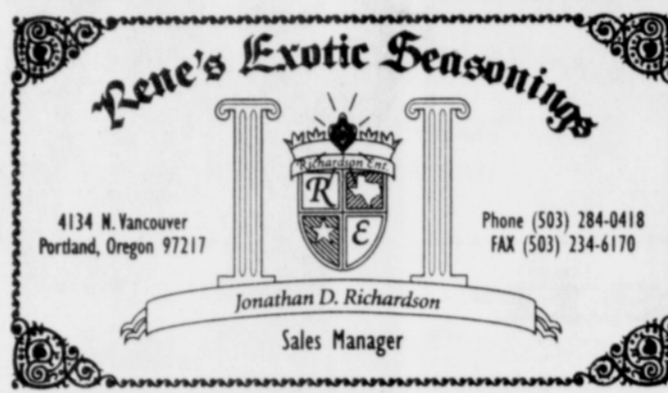 Rene's Exotic Seasonings
Richardson Ent
R
E
4134 N. Vancouver
Portland, Oregon 97217
Phone (503) 284-0418
FAX (503) 234-6170
Jonathan D. Richardson
Sales Manager